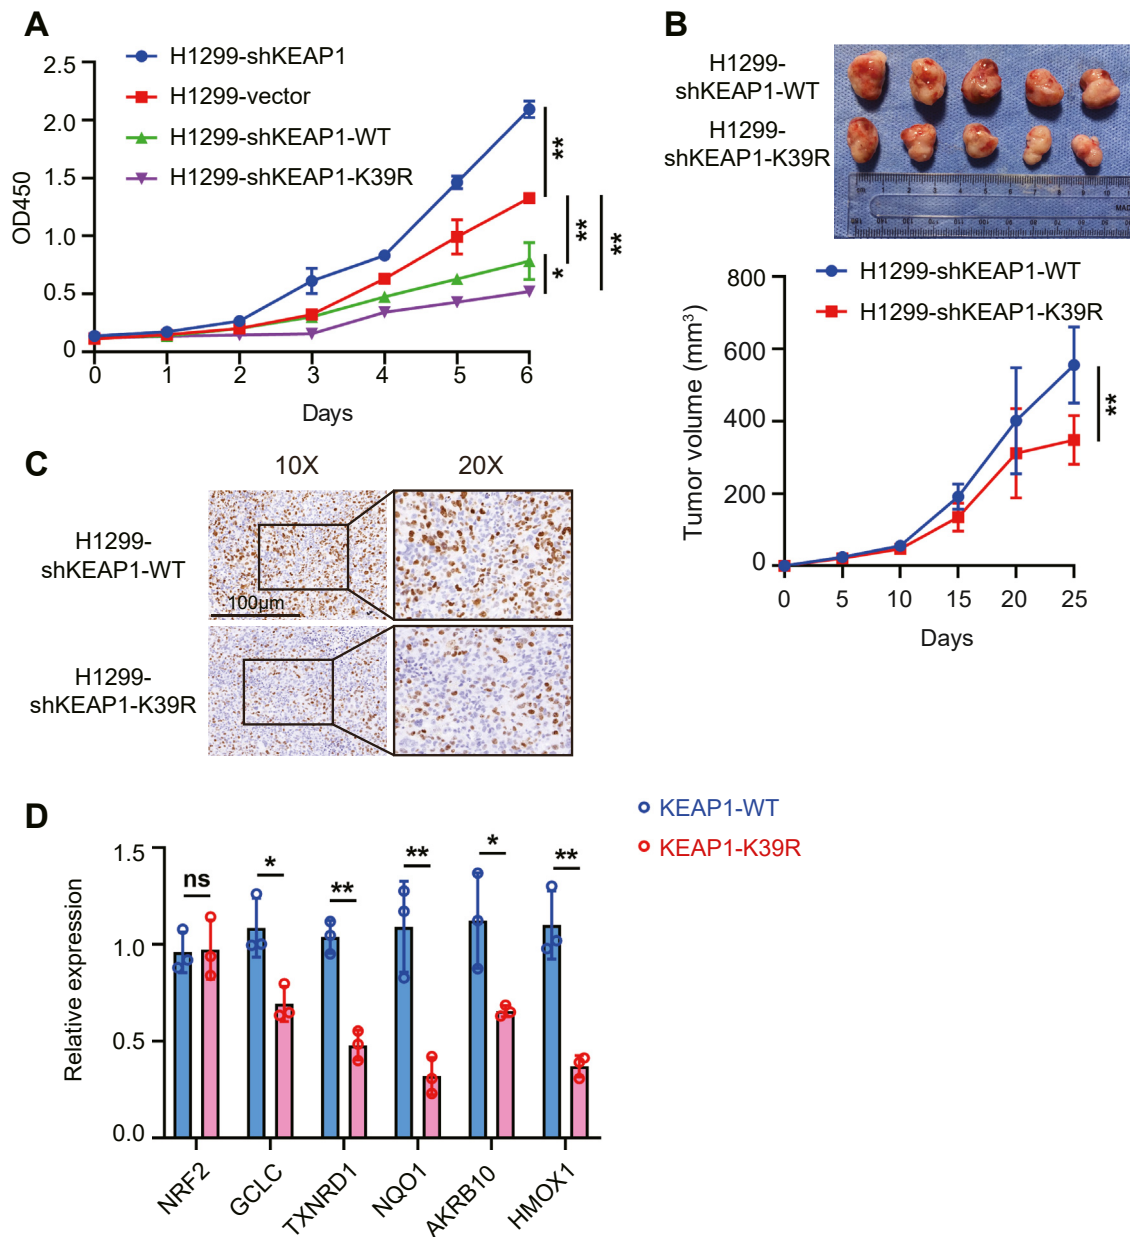 A
H1299-shKEAP1
H1299-vector
H1299-shKEAP1-WT
H1299-shKEAP1-K39R
OD450
2.5
2.0
1.5
1.0
0.5
0
0 1 2 3 4 5 6
Days
**
**
**
*
B
H1299-
shKEAP1-WT
H1299-
shKEAP1-K39R
H1299-shKEAP1-WT
H1299-shKEAP1-K39R
Tumor volume (mm³)
800
600
400
200
0
0 5 10 15 20 25
Days
**
C
10X 20X
H1299-
shKEAP1-WT
100μm
H1299-
shKEAP1-K39R
D
KEAP1-WT
KEAP1-K39R
Relative expression
1.5
1.0
0.5
0.0
ns * ** ** * **
NRF2 GCLC TXNRD1 NQO1 AKRB10 HMOX1